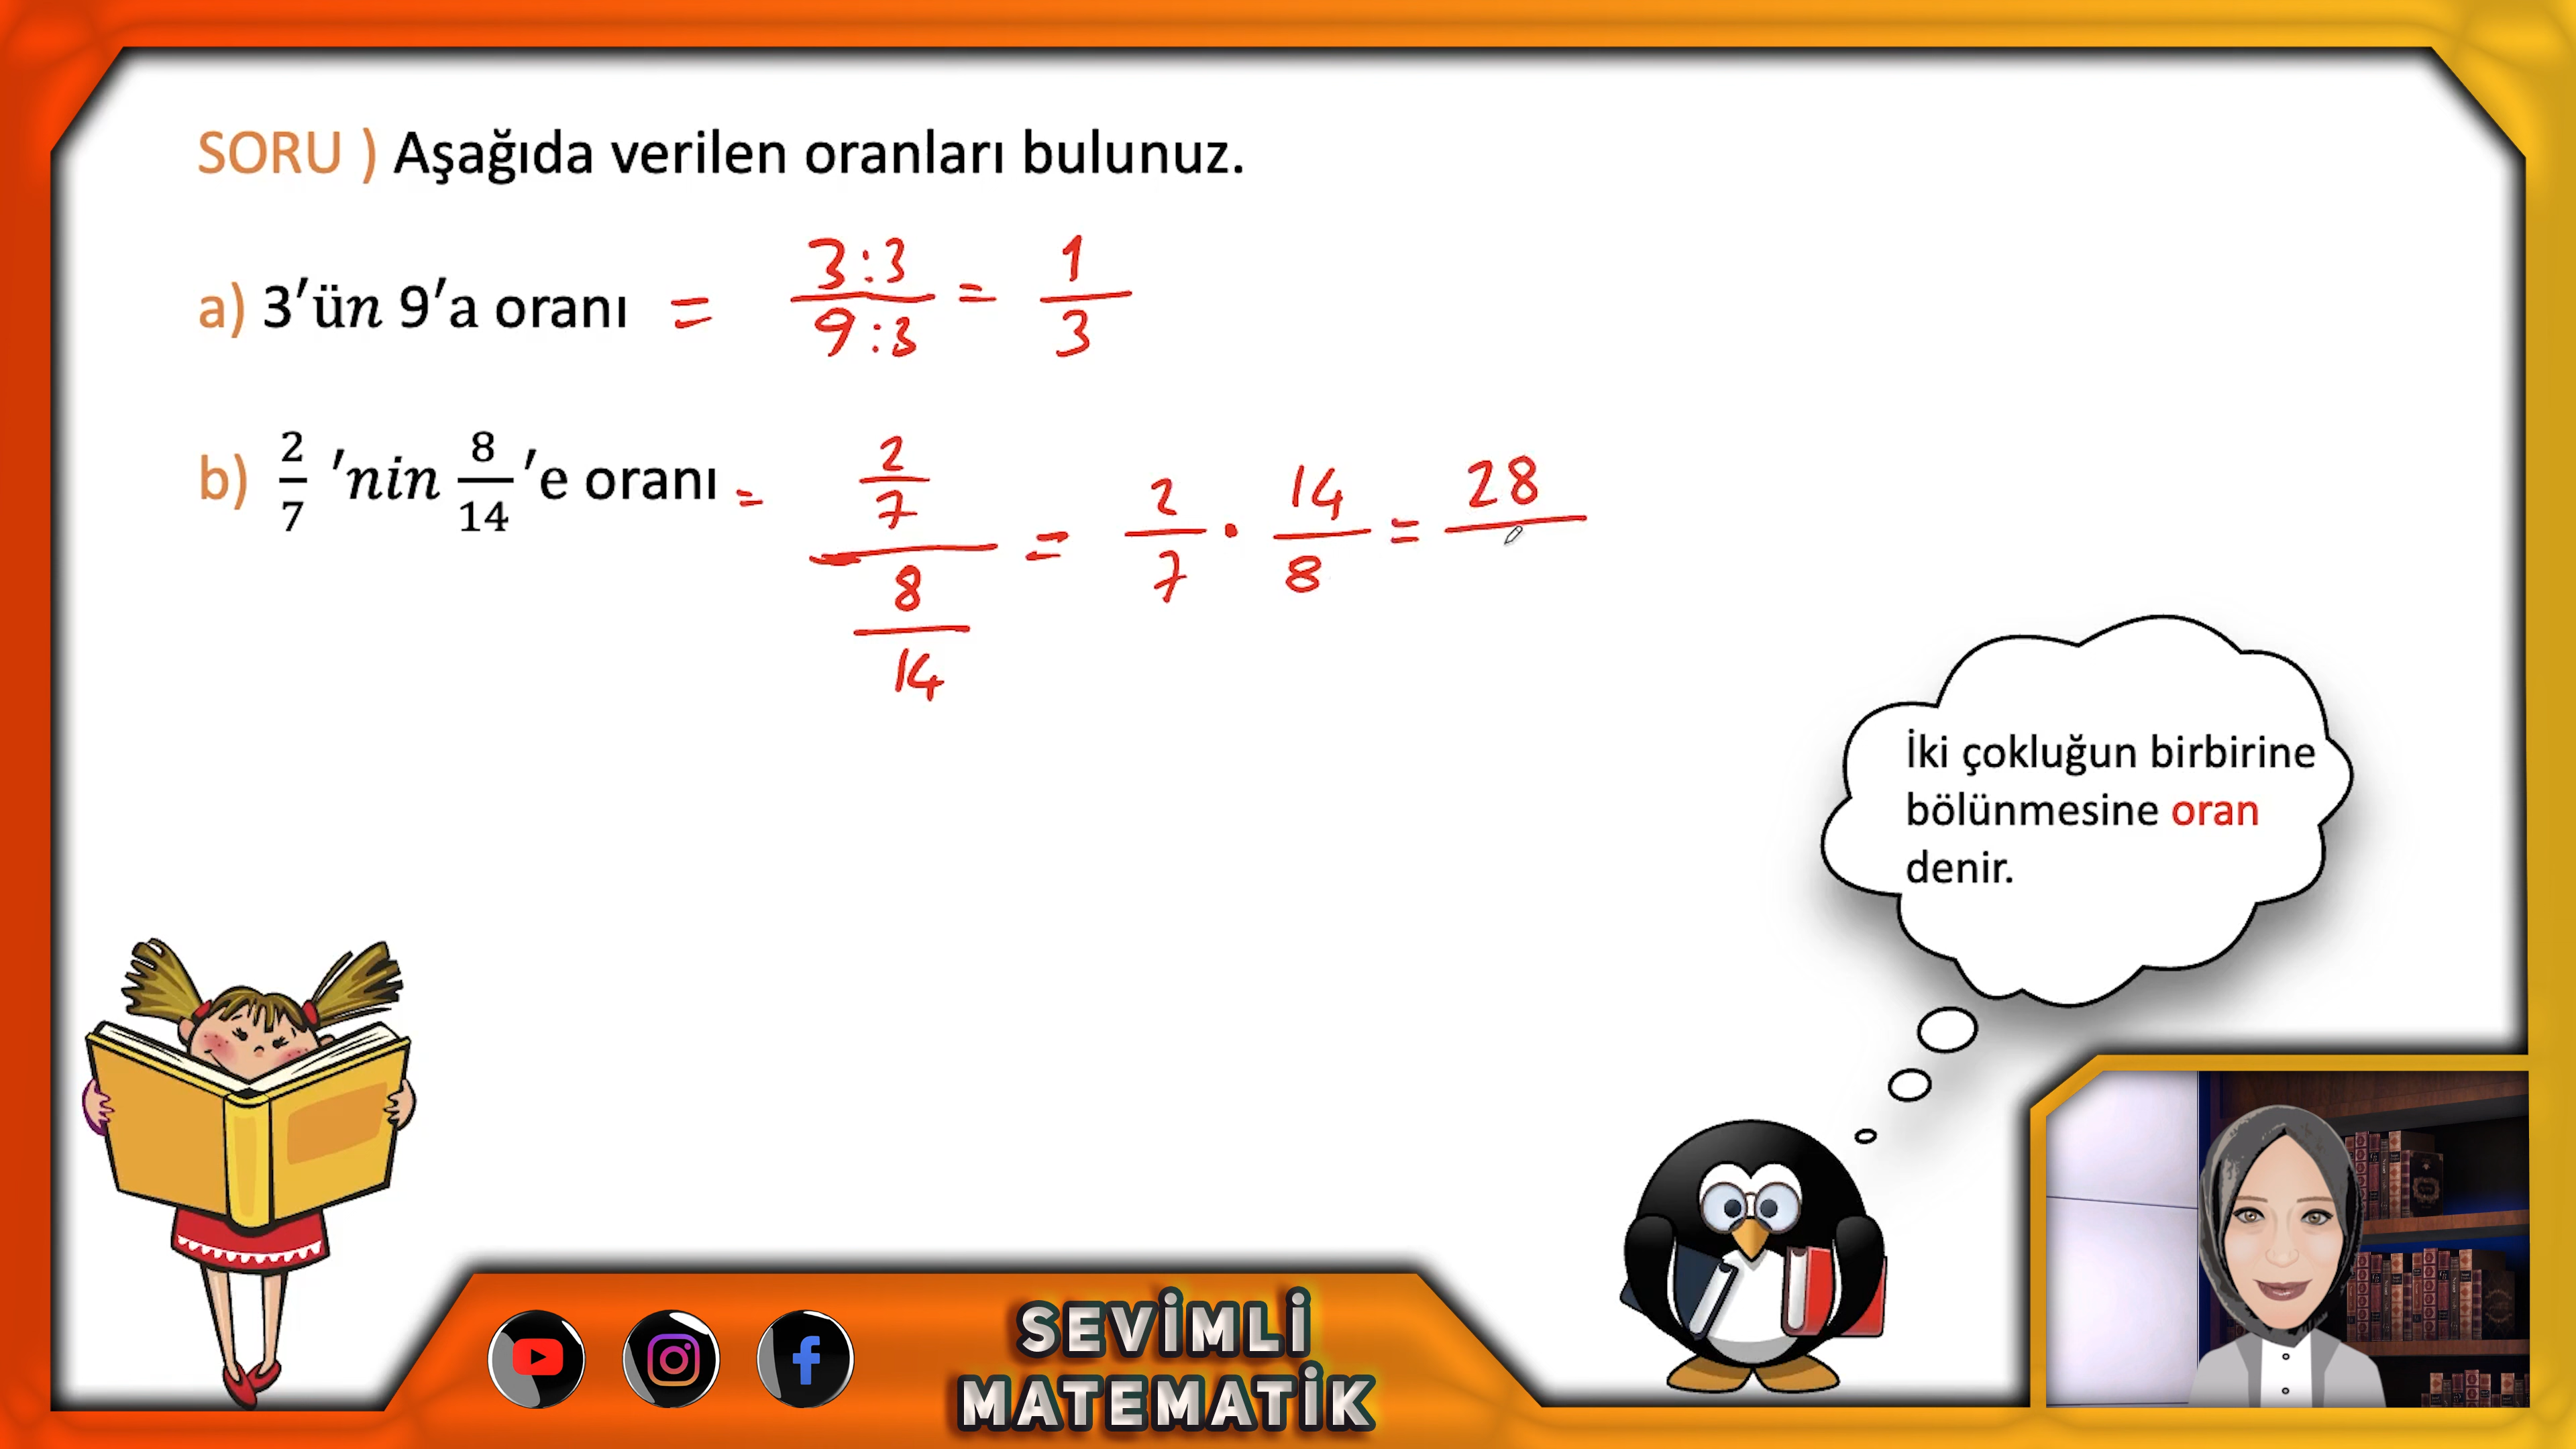 SORU ) Aşağıda verilen oranları bulunuz.
a) 3'ün 9'a oranı = 3:3/9:3 = 1/3
b) 2/7 'nin 8/14 'e oranı = 2/7 / 8/14 = 2/7 · 14/8 = 28/
İki çokluğun birbirine
bölünmesine oran
denir.
SEVİMLİ
MATEMATİK